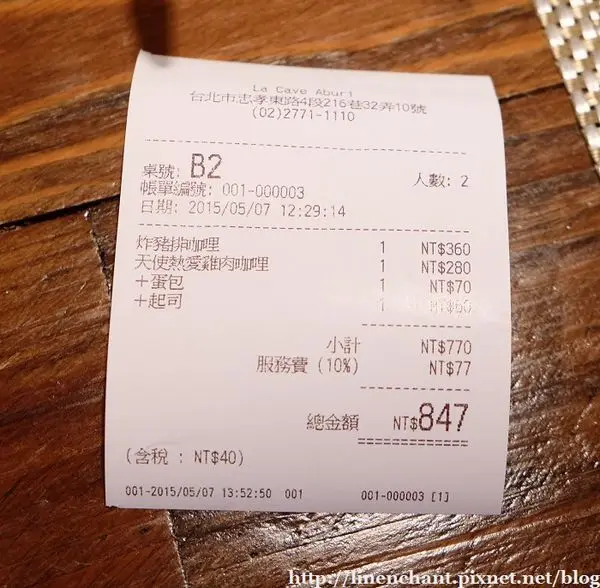 La Cave Aburi
台北市忠孝東路4段216巷32弄10號
(02)2771-1110
桌號: B2 人數: 2
帳單編號: 001-000003
日期: 2015/05/07 12:29:14
炸豬排咖哩 1 NT$360
天使熱愛雞肉咖哩 1 NT$280
＋蛋包 1 NT$70
＋起司 1 NT$60
小計 NT$770
服務費 (10%) NT$77
總金額 NT$847
(含稅 : NT$40)
001-2015/05/07 13:52:50 001 001-000003 [1]
http://linenchant.pixnet.net/blog